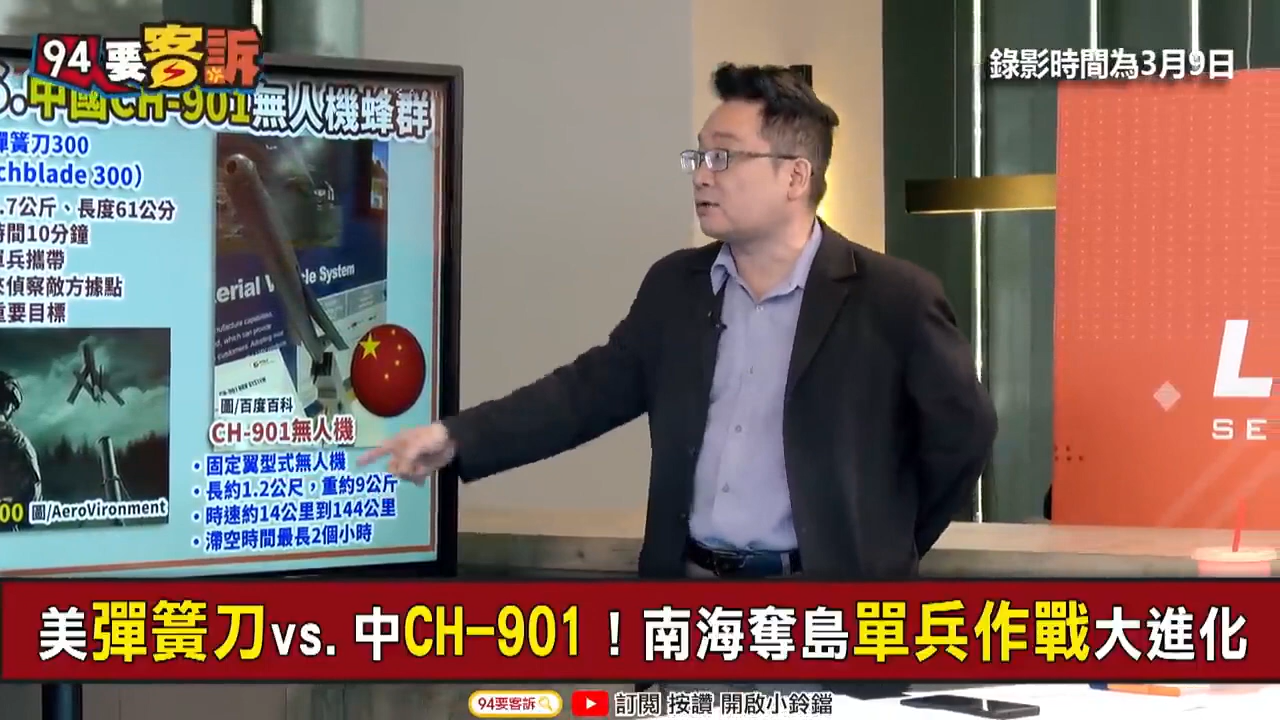 94要客訴
錄影時間為3月9日
中國CH-901無人機蜂群
彈簧刀300
chblade 300）
.7公斤、長度61公分
時間10分鐘
單兵攜帶
來偵察敵方據點
重要目標
圖/AeroVironment
圖/百度百科
CH-901無人機
・固定翼型式無人機
・長約1.2公尺，重約9公斤
・時速約14公里到144公里
・滯空時間最長2個小時
美彈簧刀vs. 中CH-901！南海奪島單兵作戰大進化
94要客訴 訂閱 按讚 開啟小鈴鐺